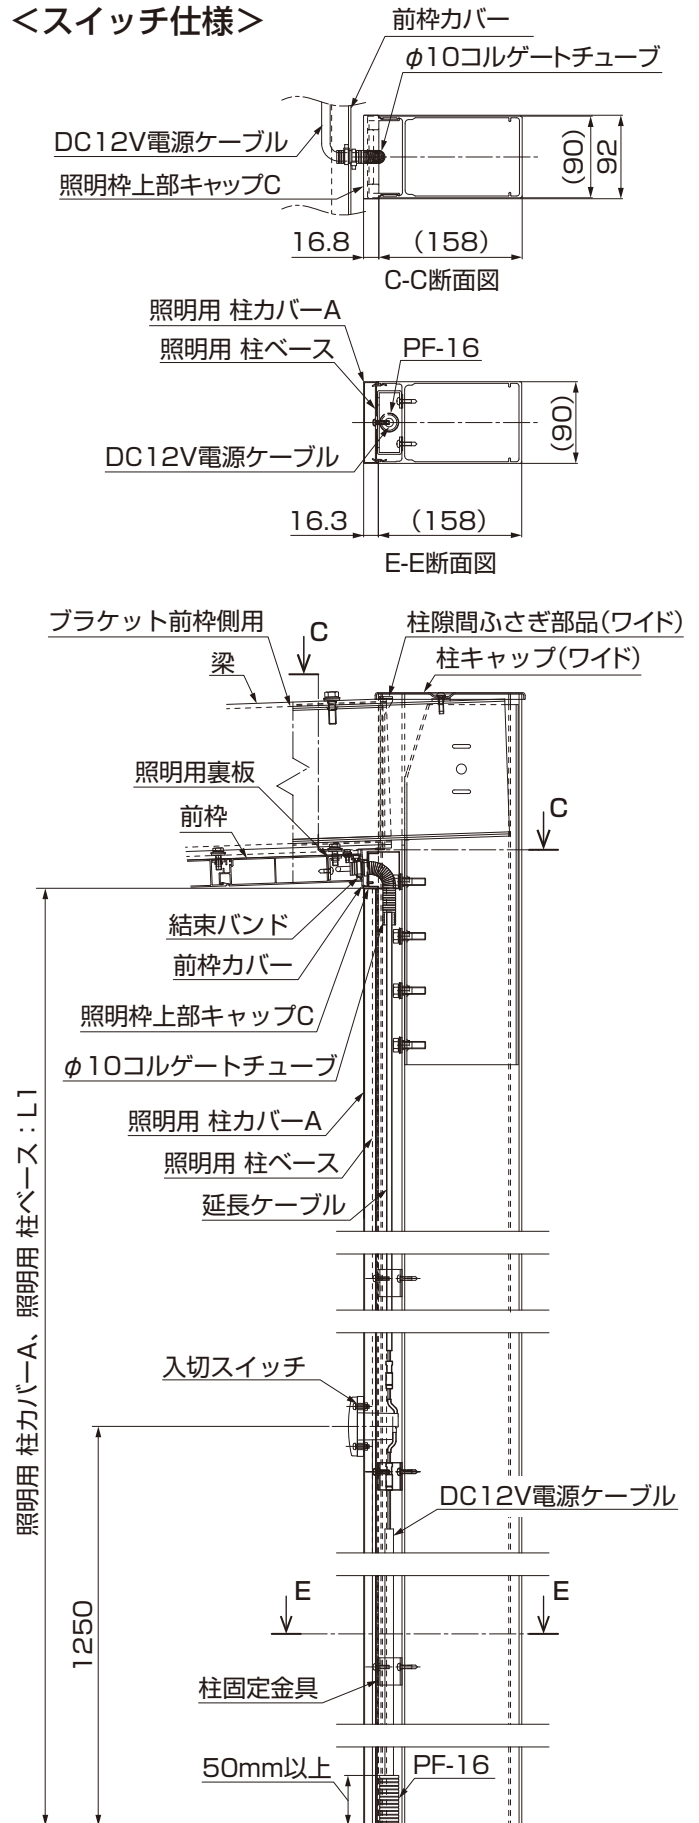 ＜スイッチ仕様＞
前枠カバー
φ10コルゲートチューブ
DC12V電源ケーブル
照明枠上部キャップC
(90)
92
16.8
(158)
C-C断面図
照明用 柱カバーA
照明用 柱ベース
PF-16
DC12V電源ケーブル
(90)
16.3
(158)
E-E断面図
ブラケット前枠側用
C
柱隙間ふさぎ部品(ワイド)
梁
柱キャップ(ワイド)
照明用裏板
前枠
C
結束バンド
前枠カバー
照明枠上部キャップC
φ10コルゲートチューブ
照明用 柱カバーA
照明用 柱ベース
延長ケーブル
照明用 柱カバーA、照明用 柱ベース：L1
入切スイッチ
DC12V電源ケーブル
E
E
1250
柱固定金具
50mm以上
PF-16